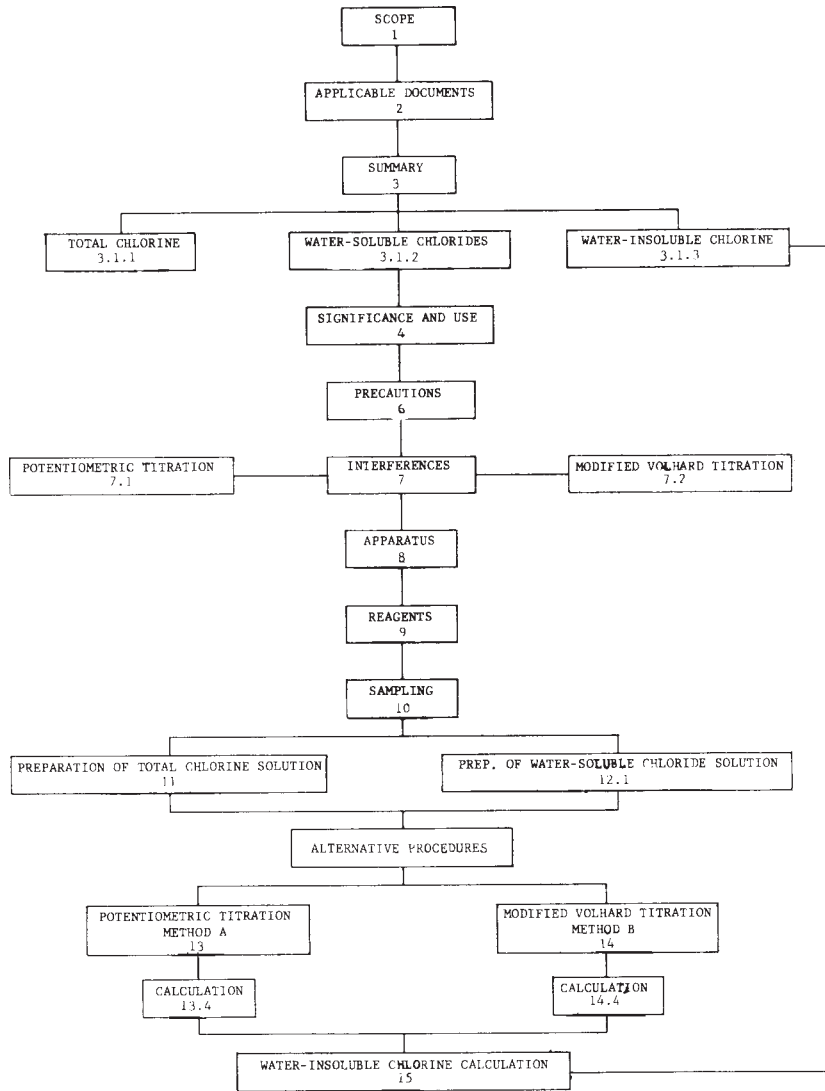 SCOPE
1
APPLICABLE DOCUMENTS
2
SUMMARY
3
TOTAL CHLORINE
3.1.1
WATER-SOLUBLE CHLORIDES
3.1.2
WATER-INSOLUBLE CHLORINE
3.1.3
SIGNIFICANCE AND USE
4
PRECAUTIONS
6
POTENTIOMETRIC TITRATION
7.1
INTERFERENCES
7
MODIFIED VOLHARD TITRATION
7.2
APPARATUS
8
REAGENTS
9
SAMPLING
10
PREPARATION OF TOTAL CHLORINE SOLUTION
11
PREP. OF WATER-SOLUBLE CHLORIDE SOLUTION
12.1
ALTERNATIVE PROCEDURES
POTENTIOMETRIC TITRATION
METHOD A
13
MODIFIED VOLHARD TITRATION
METHOD B
14
CALCULATION
13.4
CALCULATION
14.4
WATER-INSOLUBLE CHLORINE CALCULATION
15